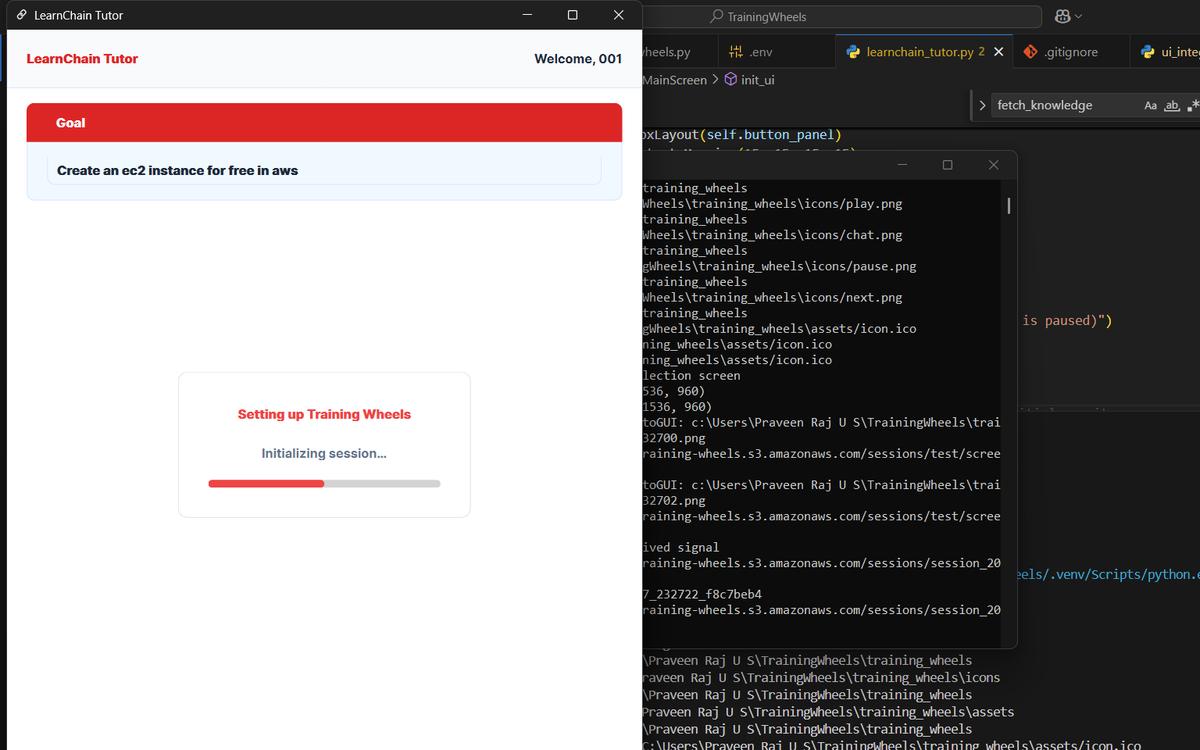 LearnChain Tutor
LearnChain Tutor
Welcome, 001
Goal
Create an ec2 instance for free in aws
Setting up Training Wheels
Initializing session...
TrainingWheels
wheels.py
.env
learnchain_tutor.py 2
.gitignore
ui_inte
MainScreen > init_ui
fetch_knowledge
Aa ab .*
oxLayout(self.button_panel)
training_wheels
Wheels\training_wheels\icons/play.png
training_wheels
Wheels\training_wheels\icons/chat.png
training_wheels
gWheels\training_wheels\icons/pause.png
training_wheels
Wheels\training_wheels\icons/next.png
training_wheels
gWheels\training_wheels\assets/icon.ico
ning_wheels\assets/icon.ico
ning_wheels\assets/icon.ico
lection screen
536, 960)
1536, 960)
toGUI: c:\Users\Praveen Raj U S\TrainingWheels\trai
32700.png
raining-wheels.s3.amazonaws.com/sessions/test/scree
toGUI: c:\Users\Praveen Raj U S\TrainingWheels\trai
32702.png
raining-wheels.s3.amazonaws.com/sessions/test/scree
ived signal
raining-wheels.s3.amazonaws.com/sessions/session_20
7_232722_f8c7beb4
raining-wheels.s3.amazonaws.com/sessions/session_20
is paused)")
eels/.venv/Scripts/python.e
\Praveen Raj U S\TrainingWheels\training_wheels
raveen Raj U S\TrainingWheels\training_wheels\icons
\Praveen Raj U S\TrainingWheels\training_wheels
Praveen Raj U S\TrainingWheels\training_wheels\assets
\Praveen Raj U S\TrainingWheels\training_wheels
C:\Users\Praveen Raj U S\TrainingWheels\training_wheels\assets/icon.ico